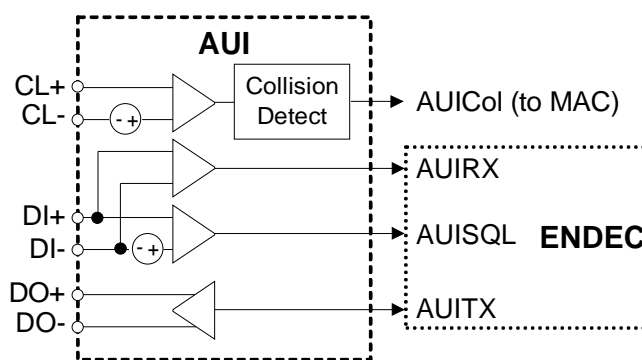 AUI
CL+
CL-
- +
Collision
Detect
AUICol (to MAC)
AUIRX
DI+
DI-
- +
AUISQL
ENDEC
DO+
DO-
AUITX